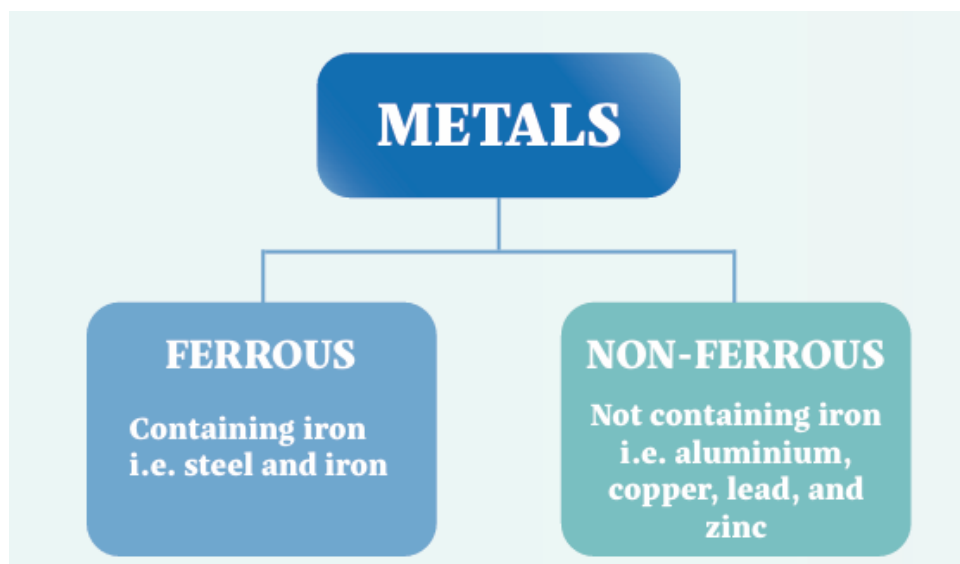 METALS
FERROUS
Containing iron
i.e. steel and iron
NON-FERROUS
Not containing iron
i.e. aluminium,
copper, lead, and
zinc